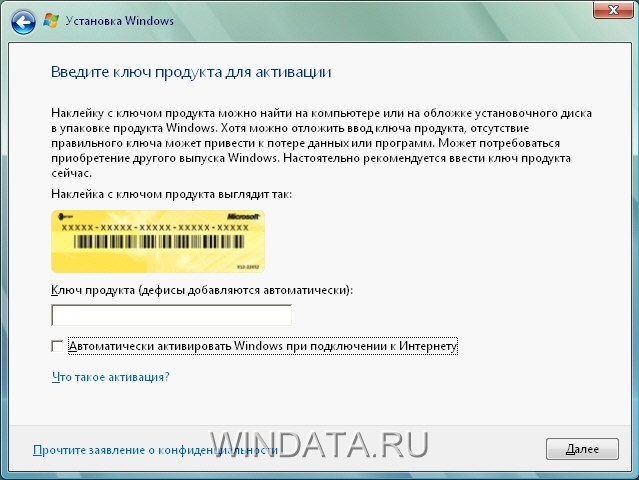 Установка Windows
Введите ключ продукта для активации
Наклейку с ключом продукта можно найти на компьютере или на обложке установочного диска
в упаковке продукта Windows. Хотя можно отложить ввод ключа продукта, отсутствие
правильного ключа может привести к потере данных или программ. Может потребоваться
приобретение другого выпуска Windows. Настоятельно рекомендуется ввести ключ продукта
сейчас.
Наклейка с ключом продукта выглядит так:
Microsoft
XXXXX-XXXXX-XXXXX-XXXXX-XXXXX
Ключ продукта (дефисы добавляются автоматически):
Автоматически активировать Windows при подключении к Интернету
Что такое активация?
Прочтите заявление о конфиденциальности
WINDATA.RU
Далее